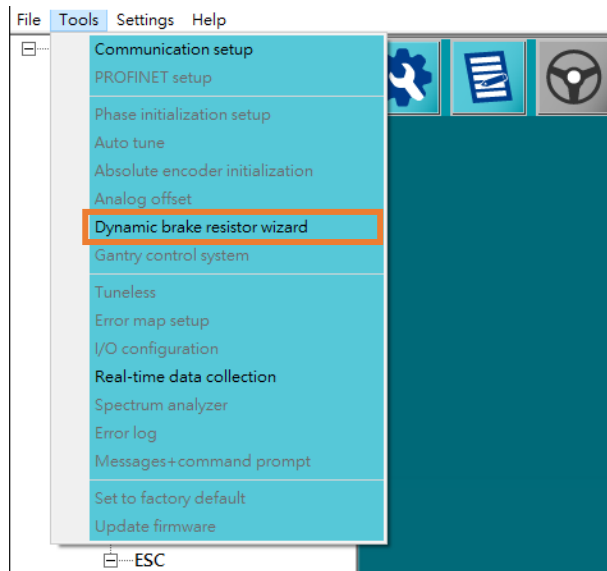 File Tools Settings Help
Communication setup
PROFINET setup
Phase initialization setup
Auto tune
Absolute encoder initialization
Analog offset
Dynamic brake resistor wizard
Gantry control system
Tuneless
Error map setup
I/O configuration
Real-time data collection
Spectrum analyzer
Error log
Messages+command prompt
Set to factory default
Update firmware
ESC